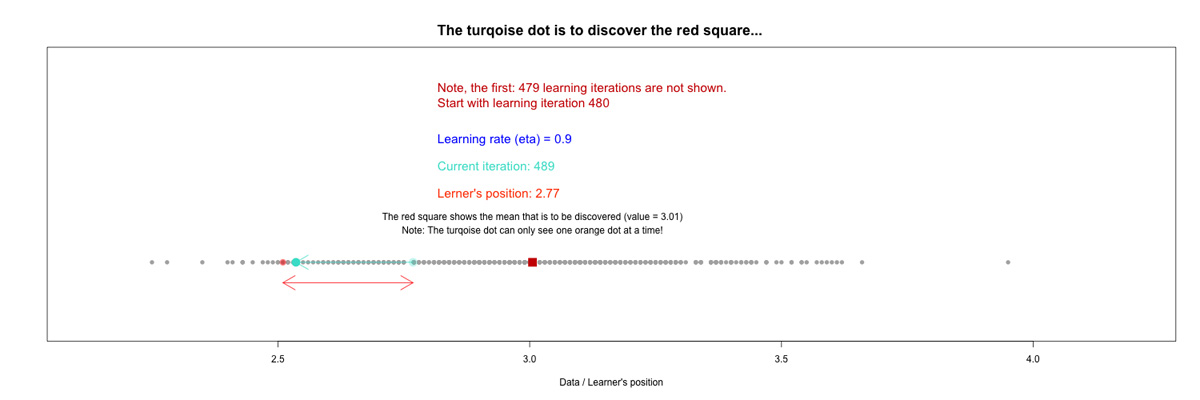 The turqoise dot is to discover the red square...
Note, the first: 479 learning iterations are not shown.
Start with learning iteration 480
Learning rate (eta) = 0.9
Current iteration: 489
Lerner's position: 2.77
The red square shows the mean that is to be discovered (value = 3.01)
Note: The turqoise dot can only see one orange dot at a time!
2.5 3.0 3.5 4.0
Data / Learner's position